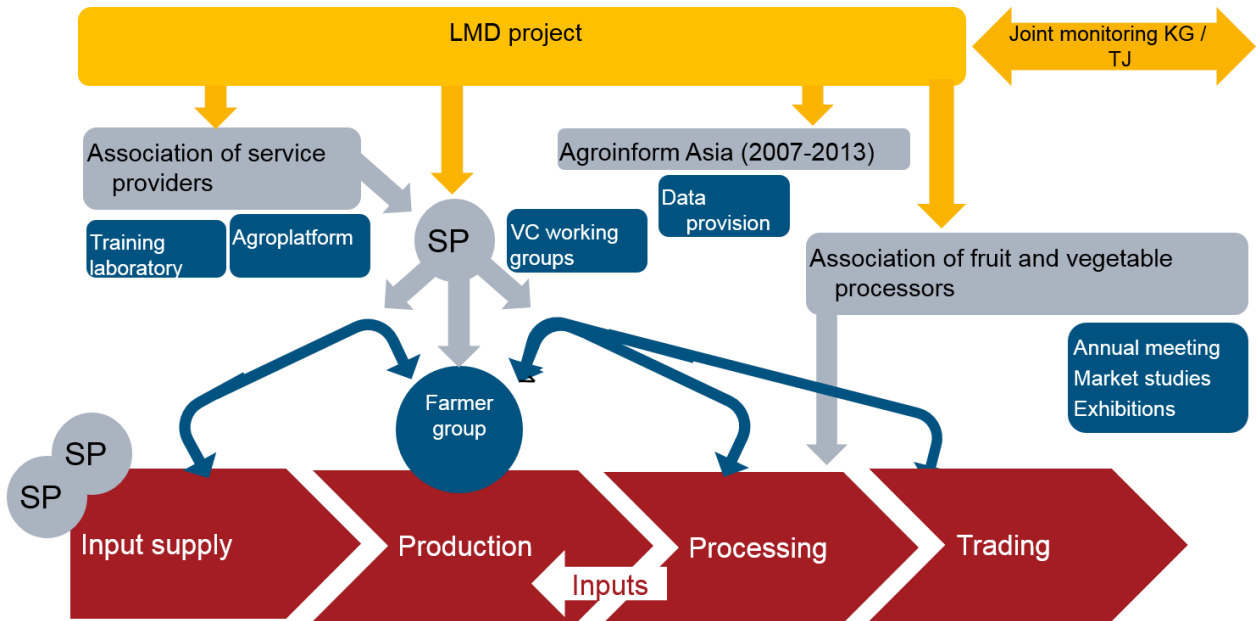 LMD project
Joint monitoring KG /
TJ
Association of service
providers
Agroinform Asia (2007-2013)
Training
laboratory
Agroplatform
SP
VC working
groups
Data
provision
Association of fruit and vegetable
processors
Annual meeting
Market studies
Exhibitions
Farmer
group
SP
SP
Input supply
Production
Processing
Trading
Inputs